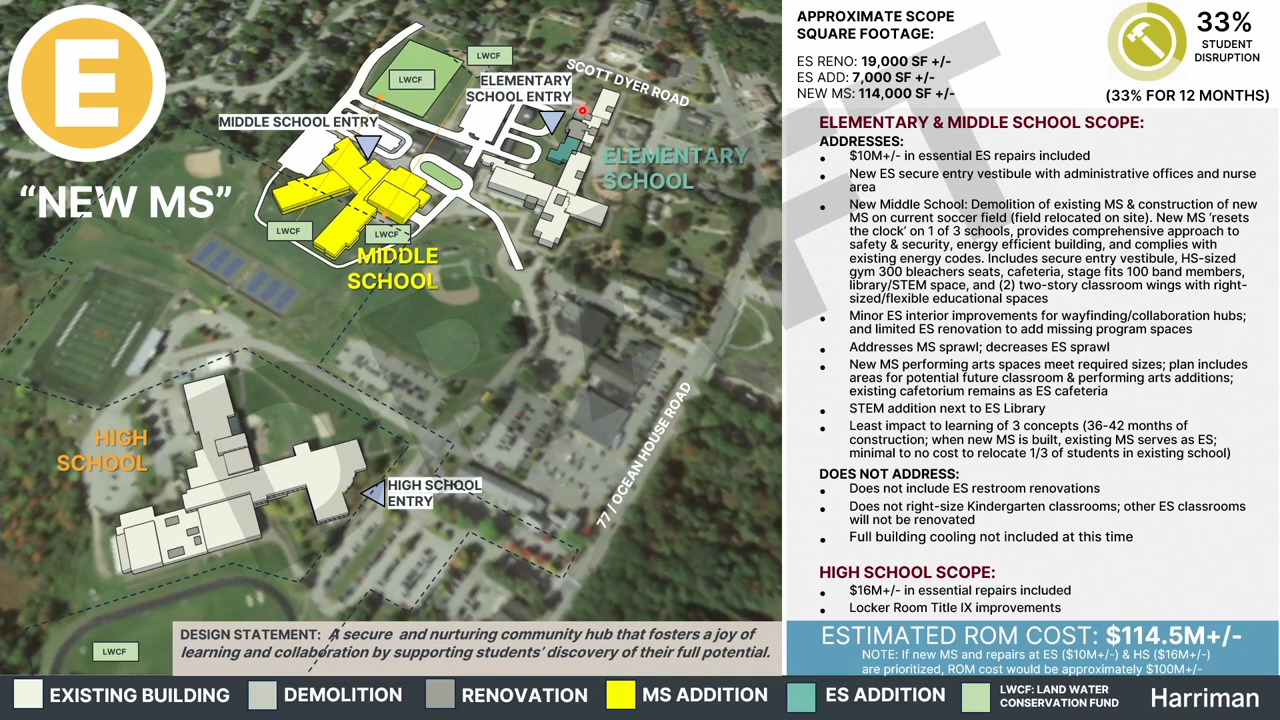 E
"NEW MS"
LWCF
LWCF
ELEMENTARY
SCHOOL ENTRY
SCOTT DYER ROAD
MIDDLE SCHOOL ENTRY
ELEMENTARY
SCHOOL
LWCF
LWCF
MIDDLE
SCHOOL
HIGH
SCHOOL
HIGH SCHOOL
ENTRY
77 / OCEAN HOUSE ROAD
LWCF
DESIGN STATEMENT: A secure and nurturing community hub that fosters a joy of
learning and collaboration by supporting students' discovery of their full potential.
APPROXIMATE SCOPE
SQUARE FOOTAGE:
ES RENO: 19,000 SF +/-
ES ADD: 7,000 SF +/-
NEW MS: 114,000 SF +/-
33%
STUDENT
DISRUPTION
(33% FOR 12 MONTHS)
ELEMENTARY & MIDDLE SCHOOL SCOPE:
ADDRESSES:
• $10M+/- in essential ES repairs included
• New ES secure entry vestibule with administrative offices and nurse
area
• New Middle School: Demolition of existing MS & construction of new
MS on current soccer field (field relocated on site). New MS 'resets
the clock' on 1 of 3 schools, provides comprehensive approach to
safety & security, energy efficient building, and complies with
existing energy codes. Includes secure entry vestibule, HS-sized
gym 300 bleachers seats, cafeteria, stage fits 100 band members,
library/STEM space, and (2) two-story classroom wings with right-
sized/flexible educational spaces
• Minor ES interior improvements for wayfinding/collaboration hubs;
and limited ES renovation to add missing program spaces
• Addresses MS sprawl; decreases ES sprawl
• New MS performing arts spaces meet required sizes; plan includes
areas for potential future classroom & performing arts additions;
existing cafetorium remains as ES cafeteria
• STEM addition next to ES Library
• Least impact to learning of 3 concepts (36-42 months of
construction; when new MS is built, existing MS serves as ES;
minimal to no cost to relocate 1/3 of students in existing school)
DOES NOT ADDRESS:
• Does not include ES restroom renovations
• Does not right-size Kindergarten classrooms; other ES classrooms
will not be renovated
• Full building cooling not included at this time
HIGH SCHOOL SCOPE:
• $16M+/- in essential repairs included
• Locker Room Title IX improvements
ESTIMATED ROM COST: $114.5M+/-
NOTE: If new MS and repairs at ES ($10M+/-) & HS ($16M+/-)
are prioritized, ROM cost would be approximately $100M+/-
EXISTING BUILDING
DEMOLITION
RENOVATION
MS ADDITION
ES ADDITION
LWCF: LAND WATER
CONSERVATION FUND
Harriman
DRAFT